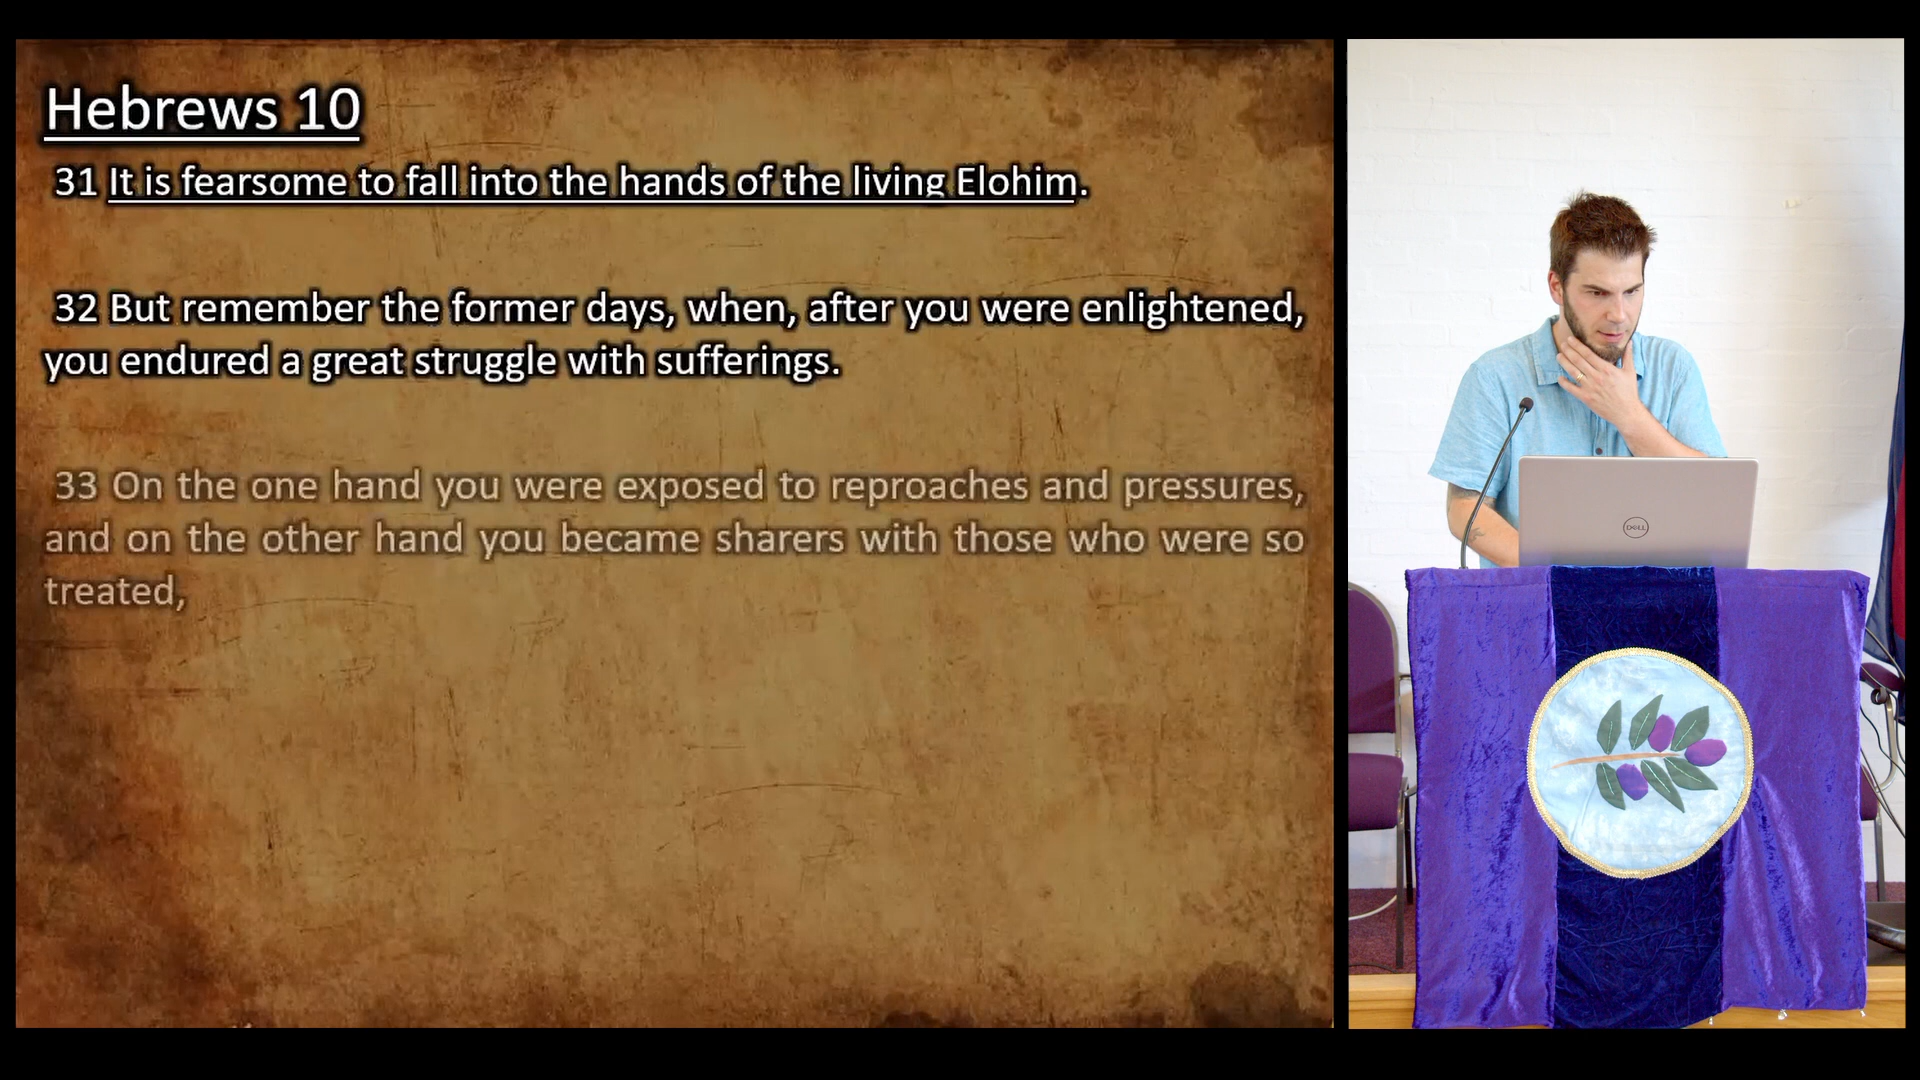 Hebrews 10
31 It is fearsome to fall into the hands of the living Elohim.
32 But remember the former days, when, after you were enlightened,
you endured a great struggle with sufferings.
33 On the one hand you were exposed to reproaches and pressures,
and on the other hand you became sharers with those who were so
treated,
DELL